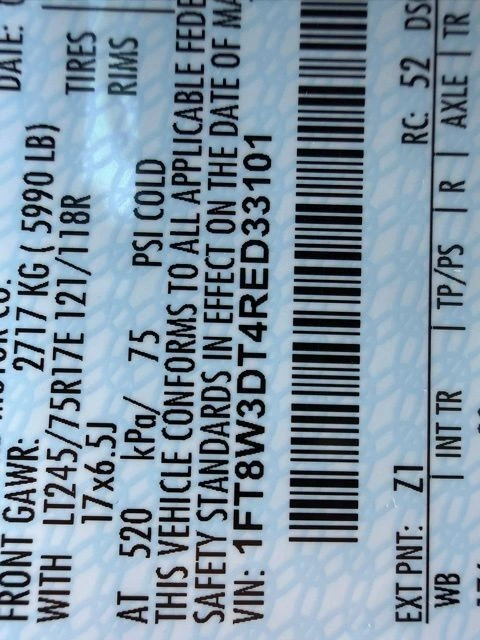 DATE:
FRONT GAWR: 2717 KG ( 5990 LB) TIRES
WITH LT245/75R17E 121/118R RIMS
17x6.5J
AT 520 kPa/ 75 PSI COLD
THIS VEHICLE CONFORMS TO ALL APPLICABLE FEDE
SAFETY STANDARDS IN EFFECT ON THE DATE OF MA
VIN: 1FT8W3DT4RED33101
EXT PNT: Z1 RC: 52 DS
WB | INT TR | TP/PS | R | AXLE | TR